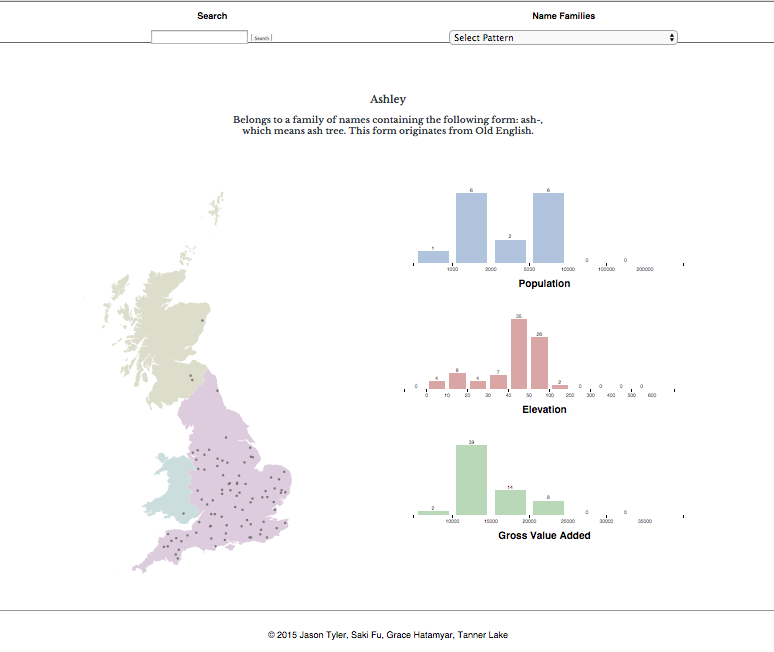 Search
Name Families
Search
Select Pattern
Ashley
Belongs to a family of names containing the following form: ash-,
which means ash tree. This form originates from Old English.
1 6 2 6 0 0
1000 2000 5000 10000 100000 200000
Population
0 4 8 4 7 35 26 2 0 0 0 0
0 10 20 30 40 50 100 200 300 400 500 600
Elevation
2 39 14 8 0 0
10000 15000 20000 25000 30000 35000
Gross Value Added
© 2015 Jason Tyler, Saki Fu, Grace Hatamyar, Tanner Lake